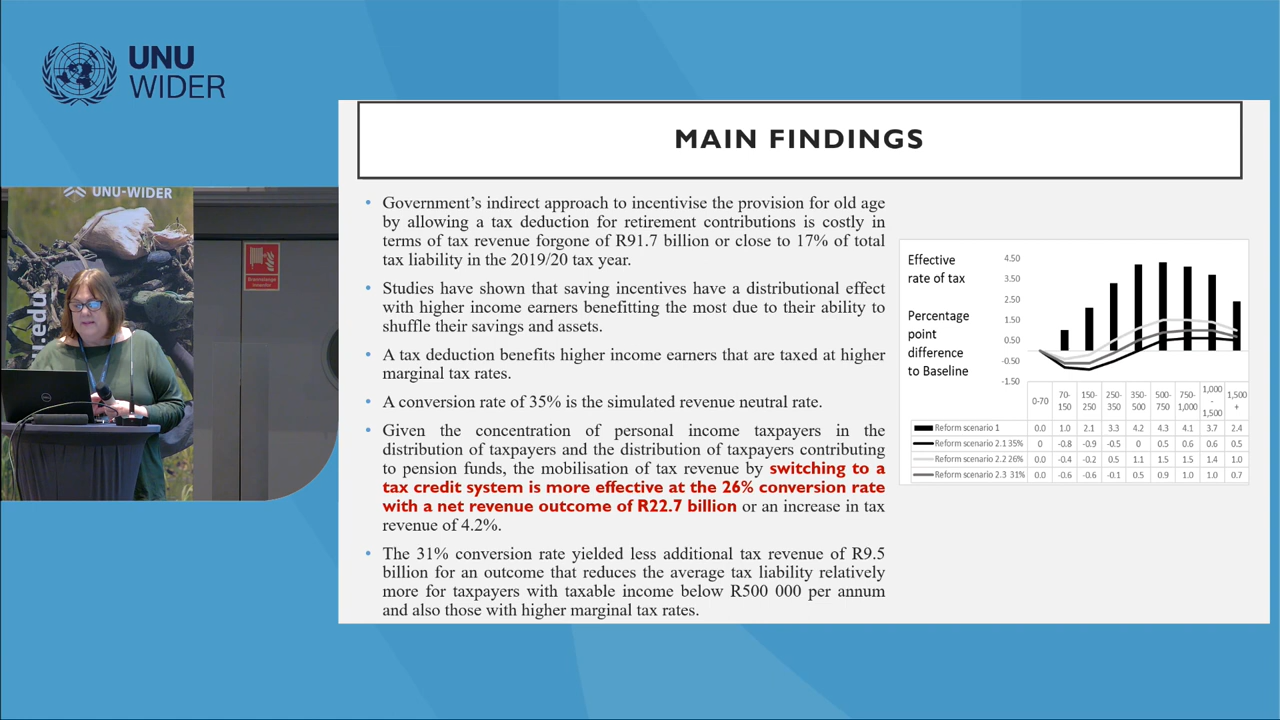 UNU
WIDER
MAIN FINDINGS
• Government's indirect approach to incentivise the provision for old age
by allowing a tax deduction for retirement contributions is costly in
terms of tax revenue forgone of R91.7 billion or close to 17% of total
tax liability in the 2019/20 tax year.
• Studies have shown that saving incentives have a distributional effect
with higher income earners benefitting the most due to their ability to
shuffle their savings and assets.
• A tax deduction benefits higher income earners that are taxed at higher
marginal tax rates.
• A conversion rate of 35% is the simulated revenue neutral rate.
• Given the concentration of personal income taxpayers in the
distribution of taxpayers and the distribution of taxpayers contributing
to pension funds, the mobilisation of tax revenue by switching to a
tax credit system is more effective at the 26% conversion rate
with a net revenue outcome of R22.7 billion or an increase in tax
revenue of 4.2%.
• The 31% conversion rate yielded less additional tax revenue of R9.5
billion for an outcome that reduces the average tax liability relatively
more for taxpayers with taxable income below R500 000 per annum
and also those with higher marginal tax rates.
Effective
rate of tax
Percentage
point
difference
to Baseline
4.50
3.50
2.50
1.50
0.50
-0.50
-1.50
0-70 70-150 150-250 250-350 350-500 500-750 750-1,000 1,000-1,500 1,500+
Reform scenario 1 0.0 1.0 2.1 3.3 4.2 4.3 4.1 3.7 2.4
Reform scenario 2.1 35% 0 -0.8 -0.9 -0.5 0 0.5 0.6 0.6 0.5
Reform scenario 2.2 26% 0.0 -0.4 -0.2 0.5 1.1 1.5 1.5 1.4 1.0
Reform scenario 2.3 31% 0.0 -0.6 -0.6 -0.1 0.5 0.9 1.0 1.0 0.7
UNU-WIDER
u.edu
DELL